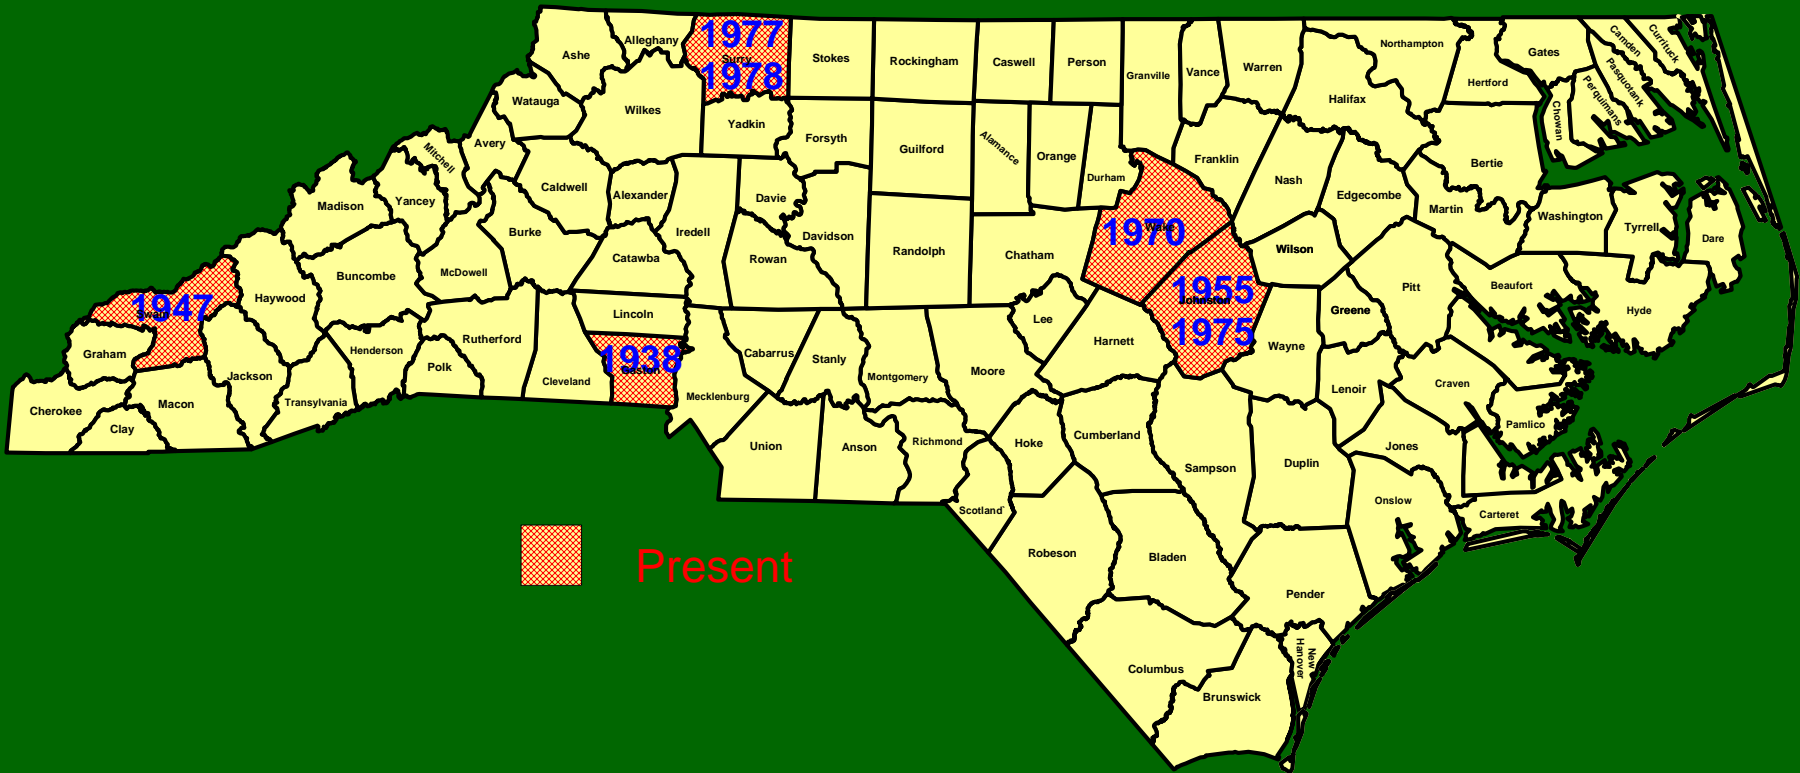 1977
Surry
1978
Ashe
Alleghany
Stokes
Rockingham
Caswell
Person
Granville
Vance
Warren
Northampton
Hertford
Gates
Camden
Currituck
Pasquotank
Perquimans
Chowan
Halifax
Watauga
Wilkes
Yadkin
Forsyth
Guilford
Alamance
Orange
Durham
Franklin
Nash
Edgecombe
Bertie
Martin
Washington
Tyrrell
Dare
Mitchell
Avery
Caldwell
Alexander
Iredell
Davie
Davidson
Randolph
Chatham
1970
Wake
Wilson
Madison
Yancey
Burke
Catawba
Rowan
Buncombe
McDowell
Haywood
1947
Swain
Pitt
Beaufort
Hyde
1955
Johnston
1975
Greene
Lee
Harnett
Wayne
Lincoln
1938
Gaston
Graham
Henderson
Rutherford
Polk
Cleveland
Cabarrus
Stanly
Montgomery
Moore
Jackson
Transylvania
Macon
Cherokee
Clay
Mecklenburg
Lenoir
Craven
Pamlico
Jones
Union
Anson
Richmond
Hoke
Cumberland
Sampson
Duplin
Onslow
Carteret
Scotland`
Robeson
Bladen
Pender
New
Hanover
Columbus
Brunswick
Present